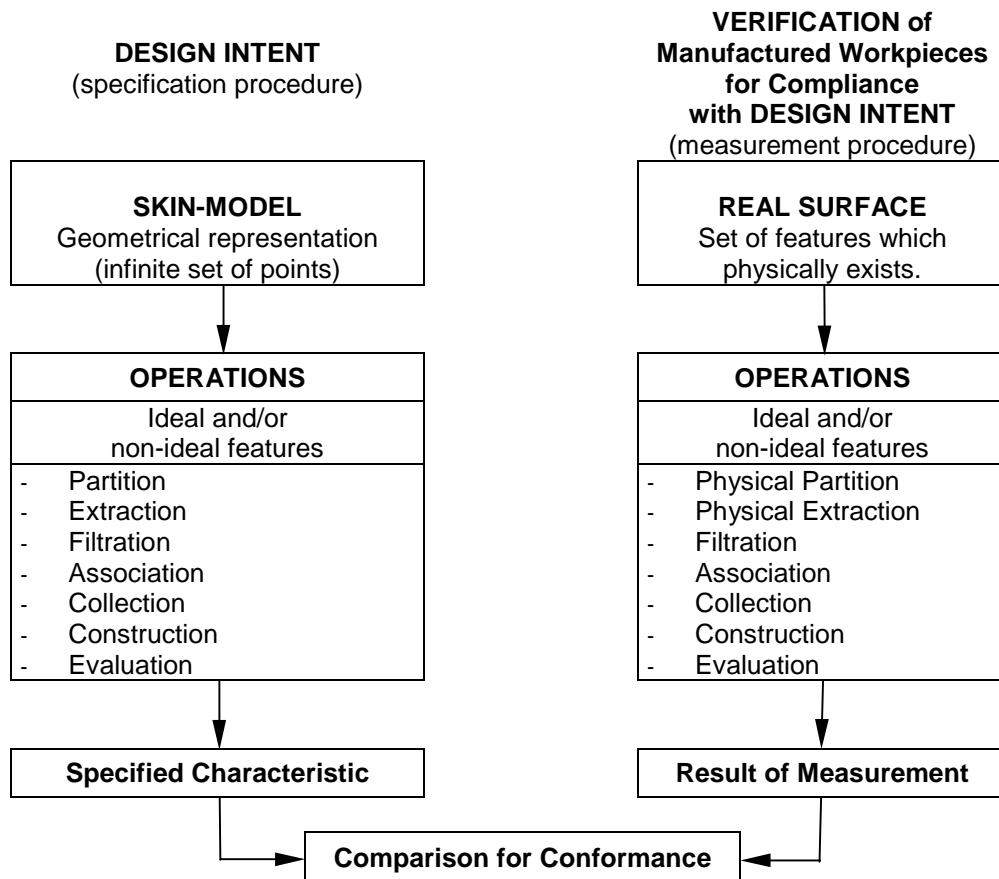 DESIGN INTENT
(specification procedure)
VERIFICATION of
Manufactured Workpieces
for Compliance
with DESIGN INTENT
(measurement procedure)
SKIN-MODEL
Geometrical representation
(infinite set of points)
REAL SURFACE
Set of features which
physically exists.
OPERATIONS
Ideal and/or
non-ideal features
- Partition
- Extraction
- Filtration
- Association
- Collection
- Construction
- Evaluation
OPERATIONS
Ideal and/or
non-ideal features
- Physical Partition
- Physical Extraction
- Filtration
- Association
- Collection
- Construction
- Evaluation
Specified Characteristic
Result of Measurement
Comparison for Conformance